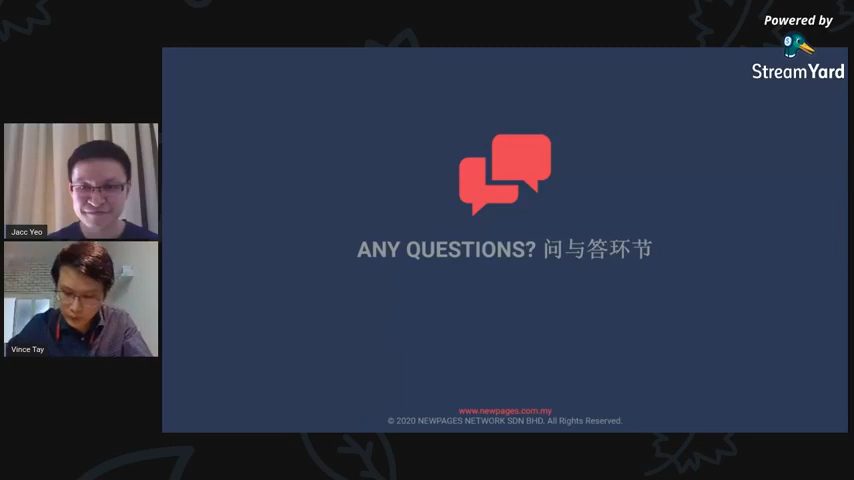 Powered by
StreamYard
Jacc Yeo
Vince Tay
ANY QUESTIONS? 问与答环节
www.newpages.com.my
© 2020 NEWPAGES NETWORK SDN BHD. All Rights Reserved.